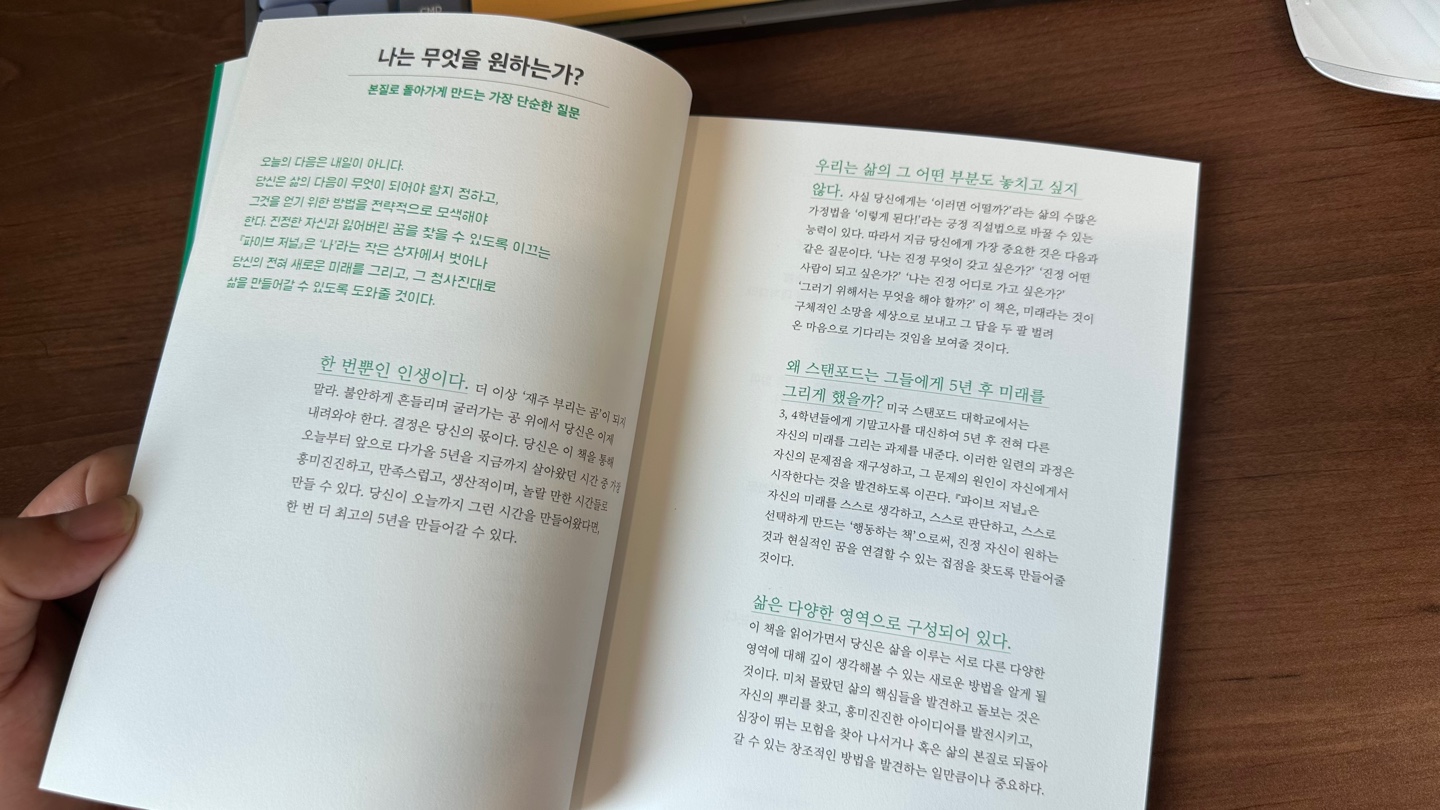 나는 무엇을 원하는가?
본질로 돌아가게 만드는 가장 단순한 질문
오늘의 다음은 내일이 아니다.
당신은 삶의 다음이 무엇이 되어야 할지 정하고,
그것을 얻기 위한 방법을 전략적으로 모색해야
한다. 진정한 자신과 잃어버린 꿈을 찾을 수 있도록 이끄는
『파이브 저널』은 ‘나’라는 작은 상자에서 벗어나
당신의 전혀 새로운 미래를 그리고, 그 청사진대로
삶을 만들어갈 수 있도록 도와줄 것이다.
한 번뿐인 인생이다. 더 이상 ‘재주 부리는 곰’이 되지
말라. 불안하게 흔들리며 굴러가는 공 위에서 당신은 이제
내려와야 한다. 결정은 당신의 몫이다. 당신은 이 책을 통해
오늘부터 앞으로 다가올 5년을 지금까지 살아왔던 시간 중 가장
흥미진진하고, 만족스럽고, 생산적이며, 놀랄 만한 시간들로
만들 수 있다. 당신이 오늘까지 그런 시간을 만들어왔다면,
한 번 더 최고의 5년을 만들어갈 수 있다.
우리는 삶의 그 어떤 부분도 놓치고 싶지
않다. 사실 당신에게는 ‘이러면 어떨까?’라는 삶의 수많은
가정법을 ‘이렇게 된다!’라는 긍정 직설법으로 바꿀 수 있는
능력이 있다. 따라서 지금 당신에게 가장 중요한 것은 다음과
같은 질문이다. ‘나는 진정 무엇이 갖고 싶은가?’ ‘진정 어떤
사람이 되고 싶은가?’ ‘나는 진정 어디로 가고 싶은가?’
‘그러기 위해서는 무엇을 해야 할까?’ 이 책은, 미래라는 것이
구체적인 소망을 세상으로 보내고 그 답을 두 팔 벌려
온 마음으로 기다리는 것임을 보여줄 것이다.
왜 스탠포드는 그들에게 5년 후 미래를
그리게 했을까? 미국 스탠포드 대학교에서는
3, 4학년들에게 기말고사를 대신하여 5년 후 전혀 다른
자신의 미래를 그리는 과제를 내준다. 이러한 일련의 과정은
자신의 문제점을 재구성하고, 그 문제의 원인이 자신에게서
시작한다는 것을 발견하도록 이끈다. 『파이브 저널』은
자신의 미래를 스스로 생각하고, 스스로 판단하고, 스스로
선택하게 만드는 ‘행동하는 책’으로써, 진정 자신이 원하는
것과 현실적인 꿈을 연결할 수 있는 접점을 찾도록 만들어줄
것이다.
삶은 다양한 영역으로 구성되어 있다.
이 책을 읽어가면서 당신은 삶을 이루는 서로 다른 다양한
영역에 대해 깊이 생각해볼 수 있는 새로운 방법을 알게 될
것이다. 미처 몰랐던 삶의 핵심들을 발견하고 돌보는 것은
자신의 뿌리를 찾고, 흥미진진한 아이디어를 발전시키고,
심장이 뛰는 모험을 찾아 나서거나 혹은 삶의 본질로 되돌아
갈 수 있는 창조적인 방법을 발견하는 일만큼이나 중요하다.